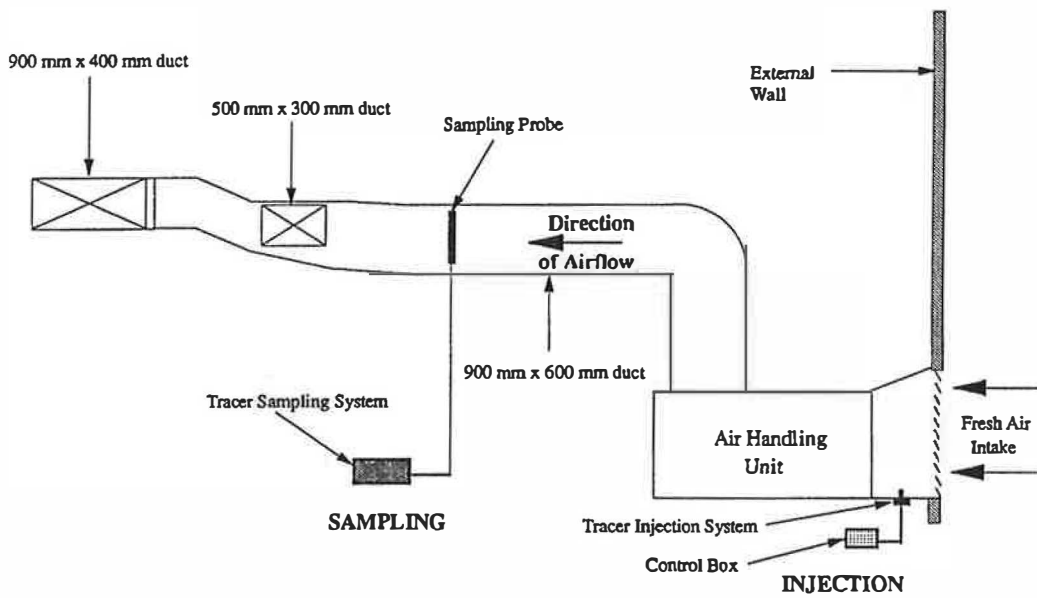 900 mm x 400 mm duct
500 mm x 300 mm duct
Sampling Probe
External
Wall
Direction
of Airflow
900 mm x 600 mm duct
Tracer Sampling System
SAMPLING
Air Handling
Unit
Fresh Air
Intake
Tracer Injection System
Control Box
INJECTION